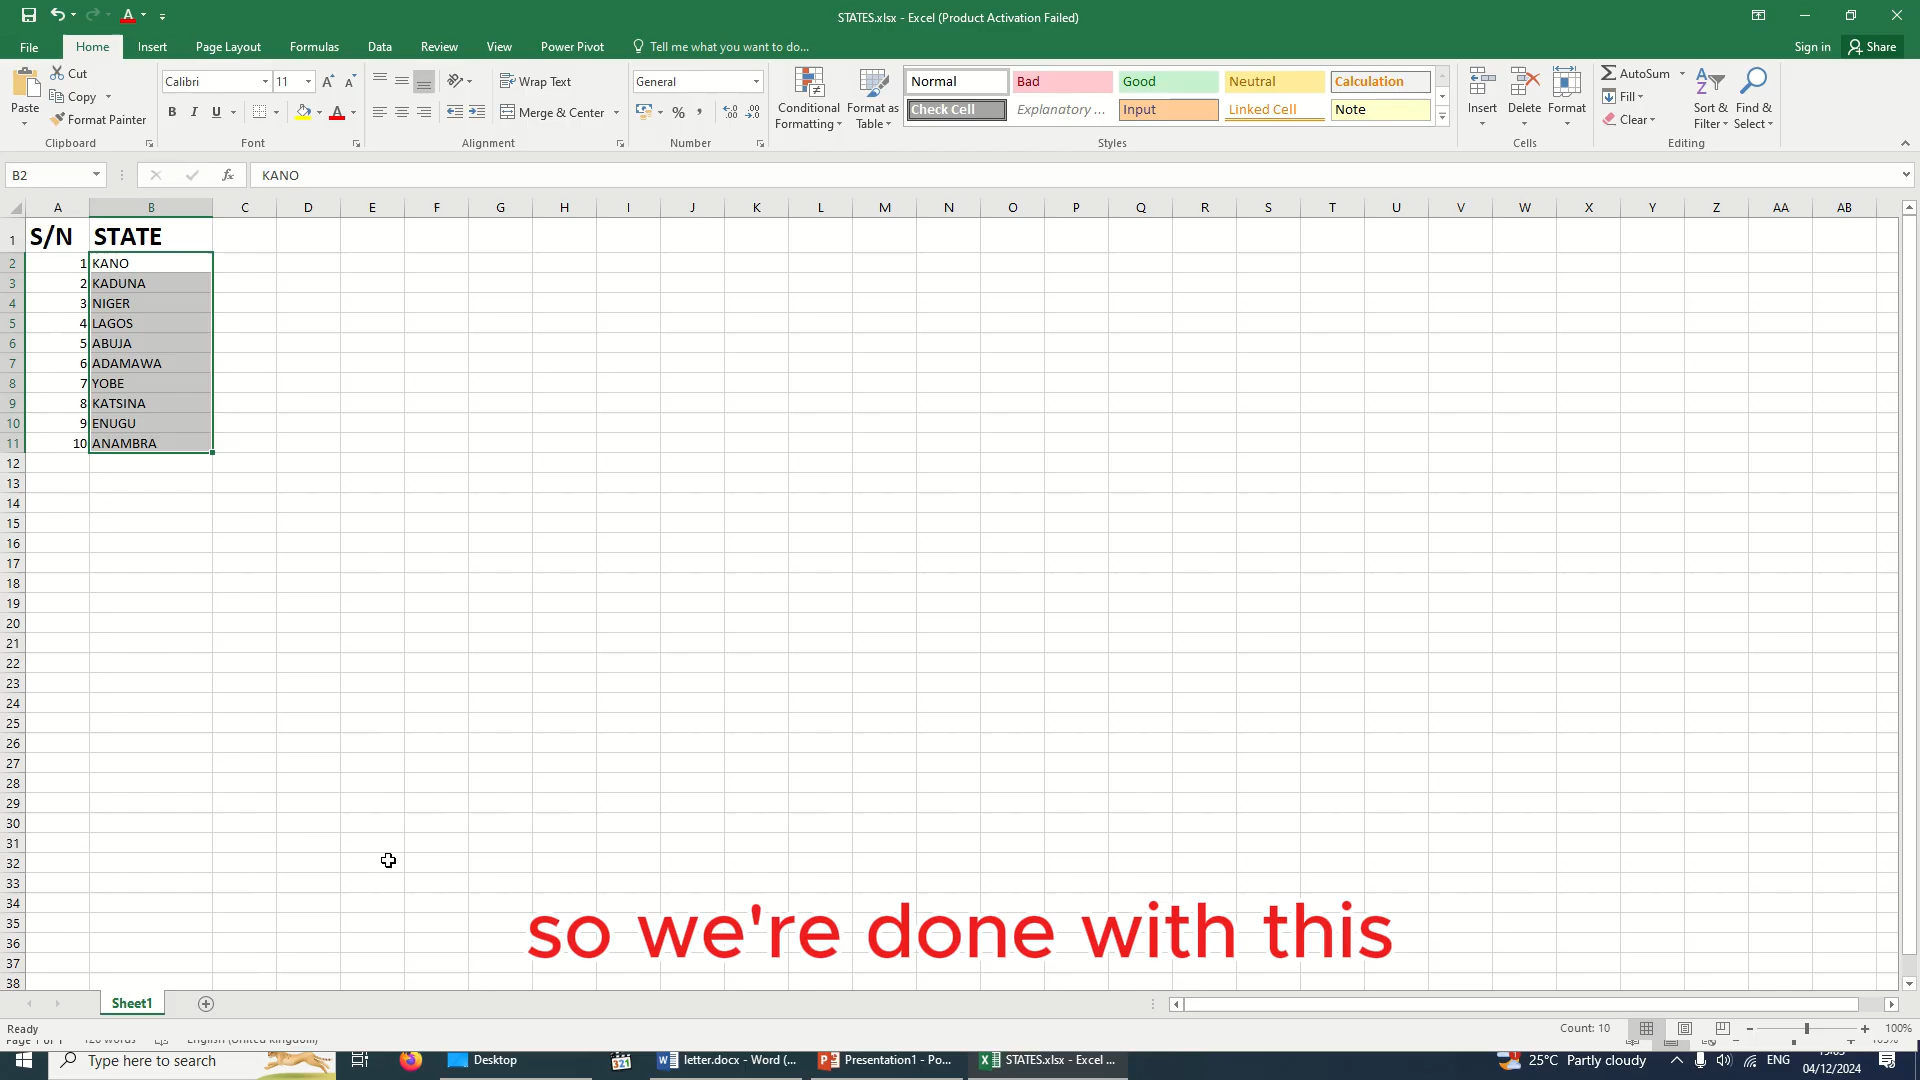 STATES.xlsx - Excel (Product Activation Failed)
File Home Insert Page Layout Formulas Data Review View Power Pivot Tell me what you want to do... Sign in Share
Paste Cut Copy Format Painter Clipboard
Calibri 11 B I U A Font
Wrap Text Merge & Center Alignment
General % , Number
Conditional Formatting Format as Table
Normal Bad Good Neutral Calculation
Check Cell Explanatory ... Input Linked Cell Note
Styles
Insert Delete Format Cells
AutoSum Fill Clear Sort & Filter Find & Select Editing
B2 fx KANO
A B C D E F G H I J K L M N O P Q R S T U V W X Y Z AA AB
1 S/N STATE
2 1 KANO
3 2 KADUNA
4 3 NIGER
5 4 LAGOS
6 5 ABUJA
7 6 ADAMAWA
8 7 YOBE
9 8 KATSINA
10 9 ENUGU
11 10 ANAMBRA
12
13
14
15
16
17
18
19
20
21
22
23
24
25
26
27
28
29
30
31
32
33
34
35
36
37
38
so we're done with this
Sheet1
Ready Count: 10 100%
Type here to search Desktop letter.docx - Word (... Presentation1 - Po... STATES.xlsx - Excel ... 25°C Partly cloudy ENG
04/12/2024